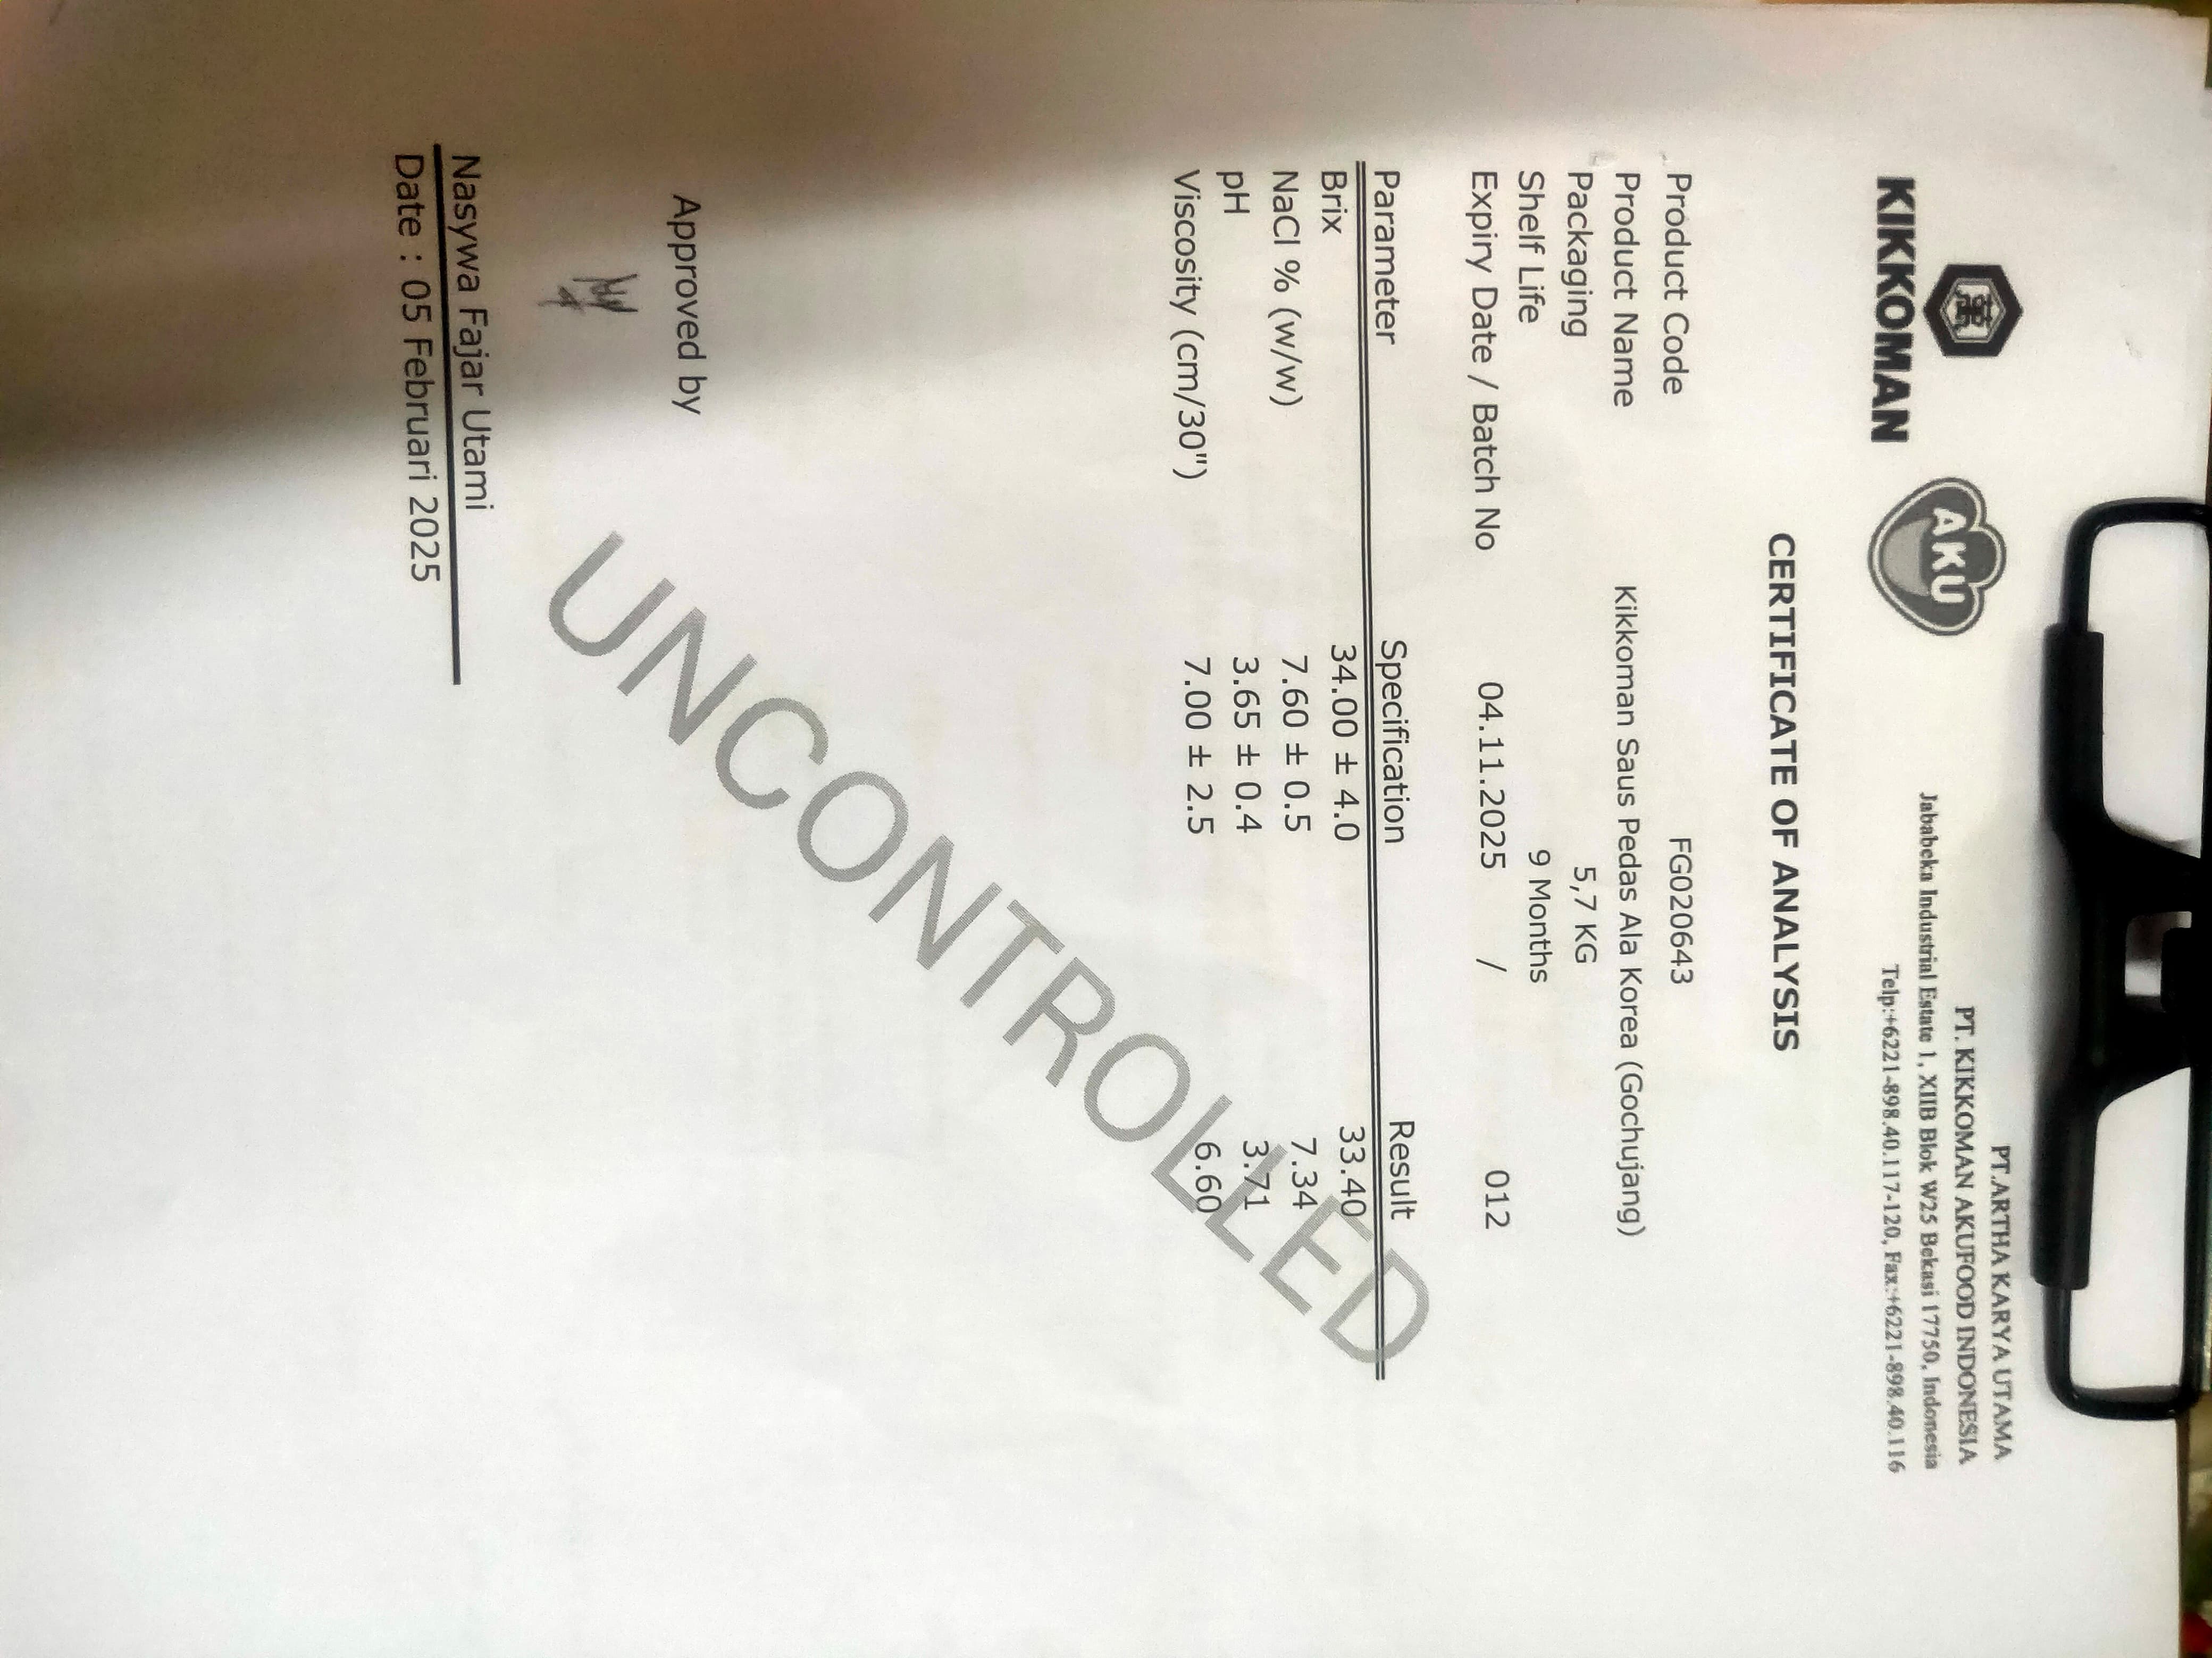 KIKKOMAN
AKU
PT.ARTHA KARYA UTAMA
PT. KIKKOMAN AKUFOOD INDONESIA
Jababeka Industrial Estate 1, XIIB Blok W25 Bekasi 17750, Indonesia
Telp:+6221-898.40.117-120, Fax:+6221-898.40.116
CERTIFICATE OF ANALYSIS
Product Code FG020643
Product Name Kikkoman Saus Pedas Ala Korea (Gochujang)
Packaging 5,7 KG
Shelf Life 9 Months
Expiry Date / Batch No 04.11.2025 / 012
Parameter Specification Result
Brix 34.00 ± 4.0 33.40
NaCl % (w/w) 7.60 ± 0.5 7.34
pH 3.65 ± 0.4 3.71
Viscosity (cm/30") 7.00 ± 2.5 6.60
UNCONTROLLED
Approved by
Nasywa Fajar Utami
Date : 05 Februari 2025